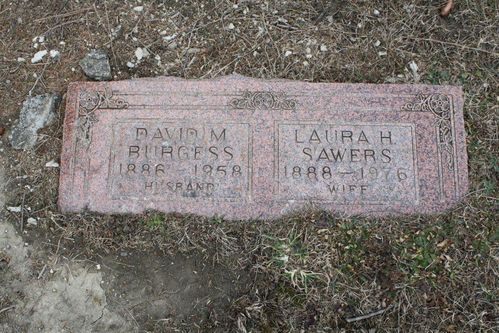 DAVID M.
BURGESS
1886 - 1958
HUSBAND
LAURA H.
SAWERS
1888 - 1976
WIFE